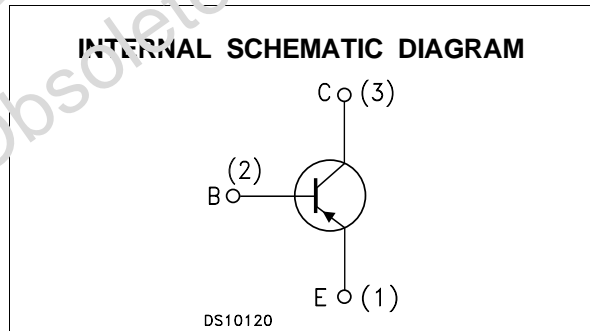 INTERNAL SCHEMATIC DIAGRAM
C (3)
(2)
B
E (1)
DS10120